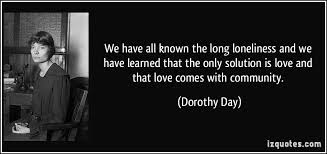 We have all known the long loneliness and we
have learned that the only solution is love and
that love comes with community.
(Dorothy Day)
izquotes.com